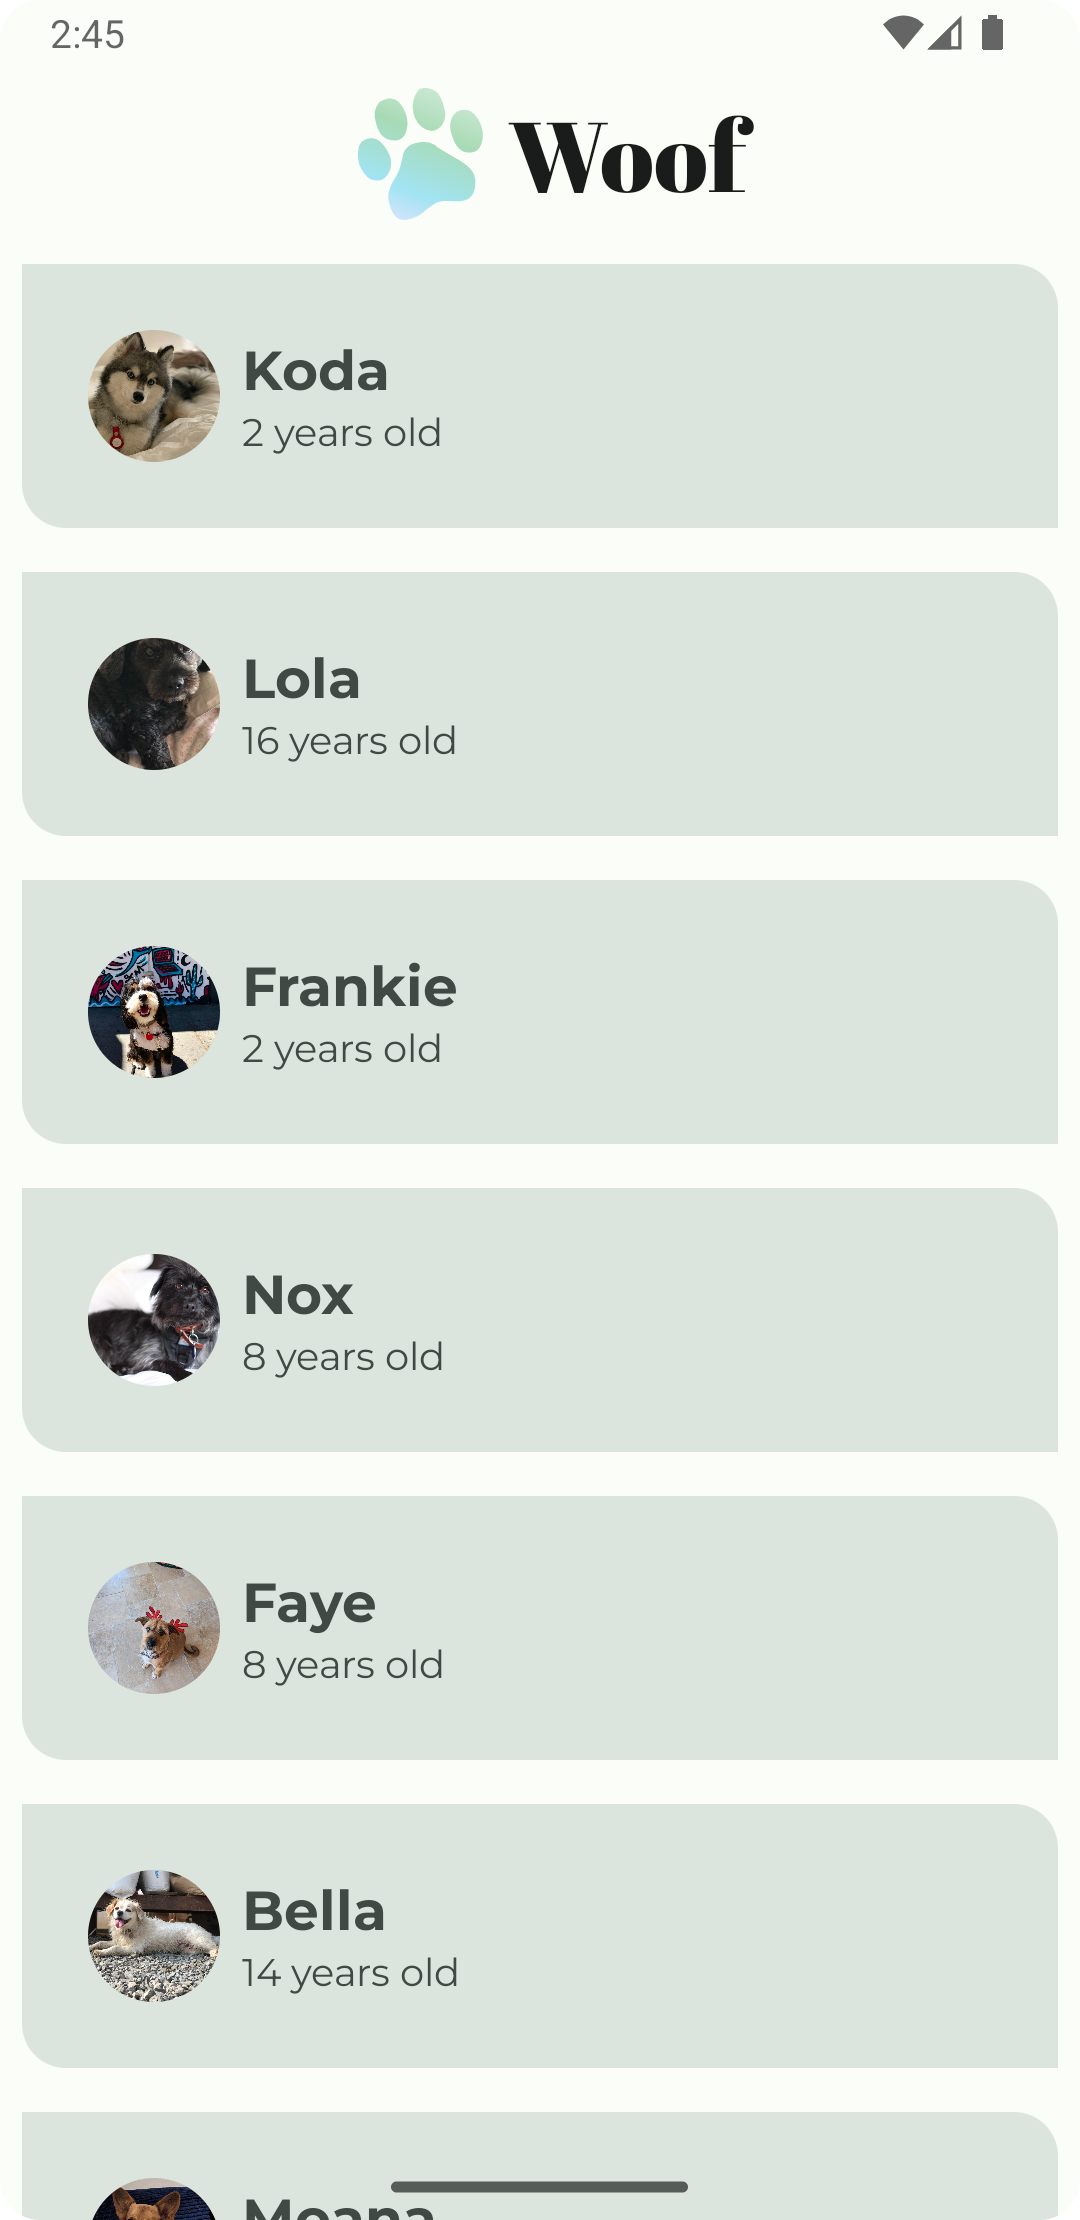 2:45
Woof
Koda
2 years old
Lola
16 years old
Frankie
2 years old
Nox
8 years old
Faye
8 years old
Bella
14 years old
Moana